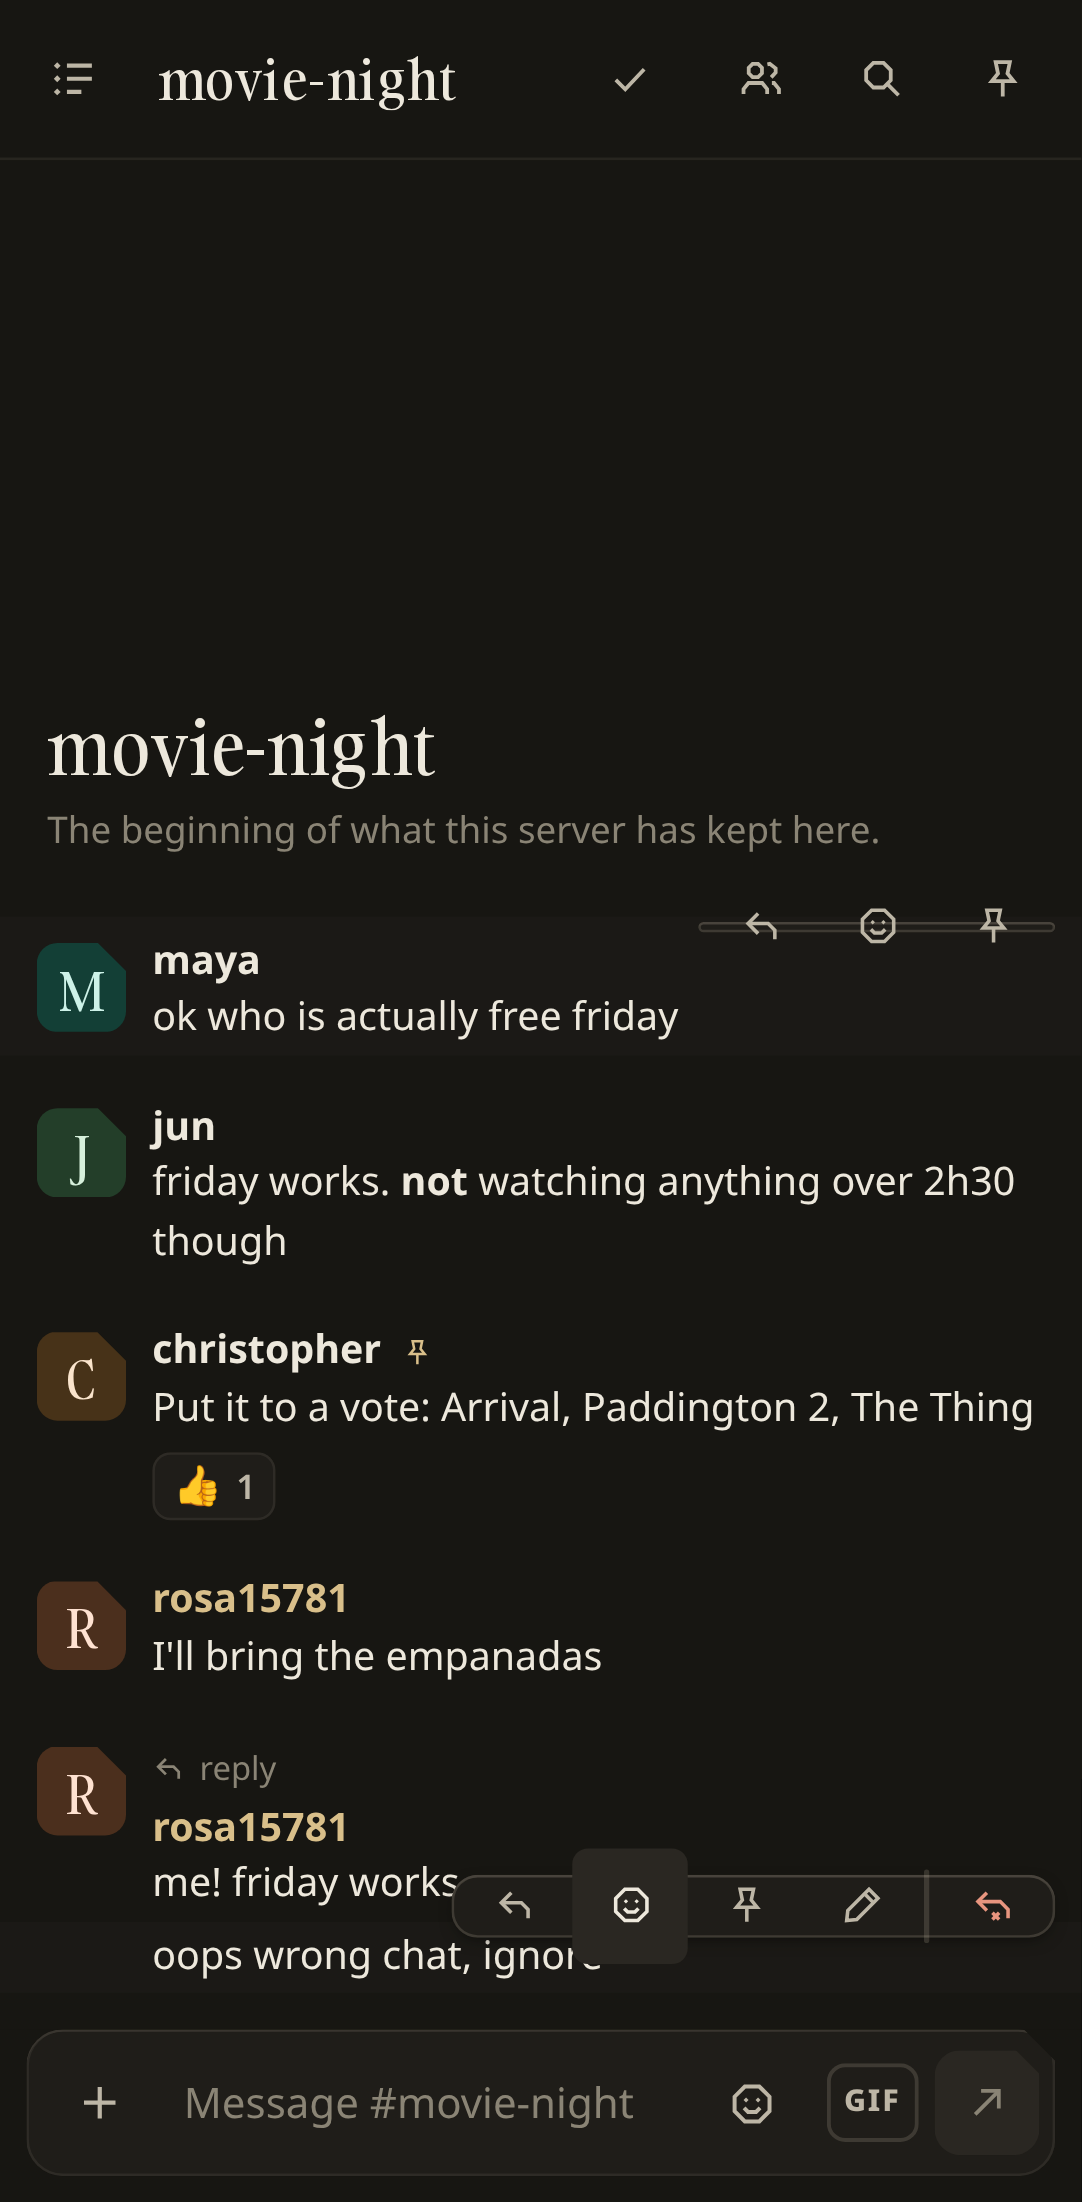 movie-night
movie-night
The beginning of what this server has kept here.
M
maya
ok who is actually free friday
J
jun
friday works. not watching anything over 2h30
though
C
christopher
Put it to a vote: Arrival, Paddington 2, The Thing
👍 1
R
rosa15781
I'll bring the empanadas
R
reply
rosa15781
me! friday works
oops wrong chat, ignore
Message #movie-night
GIF